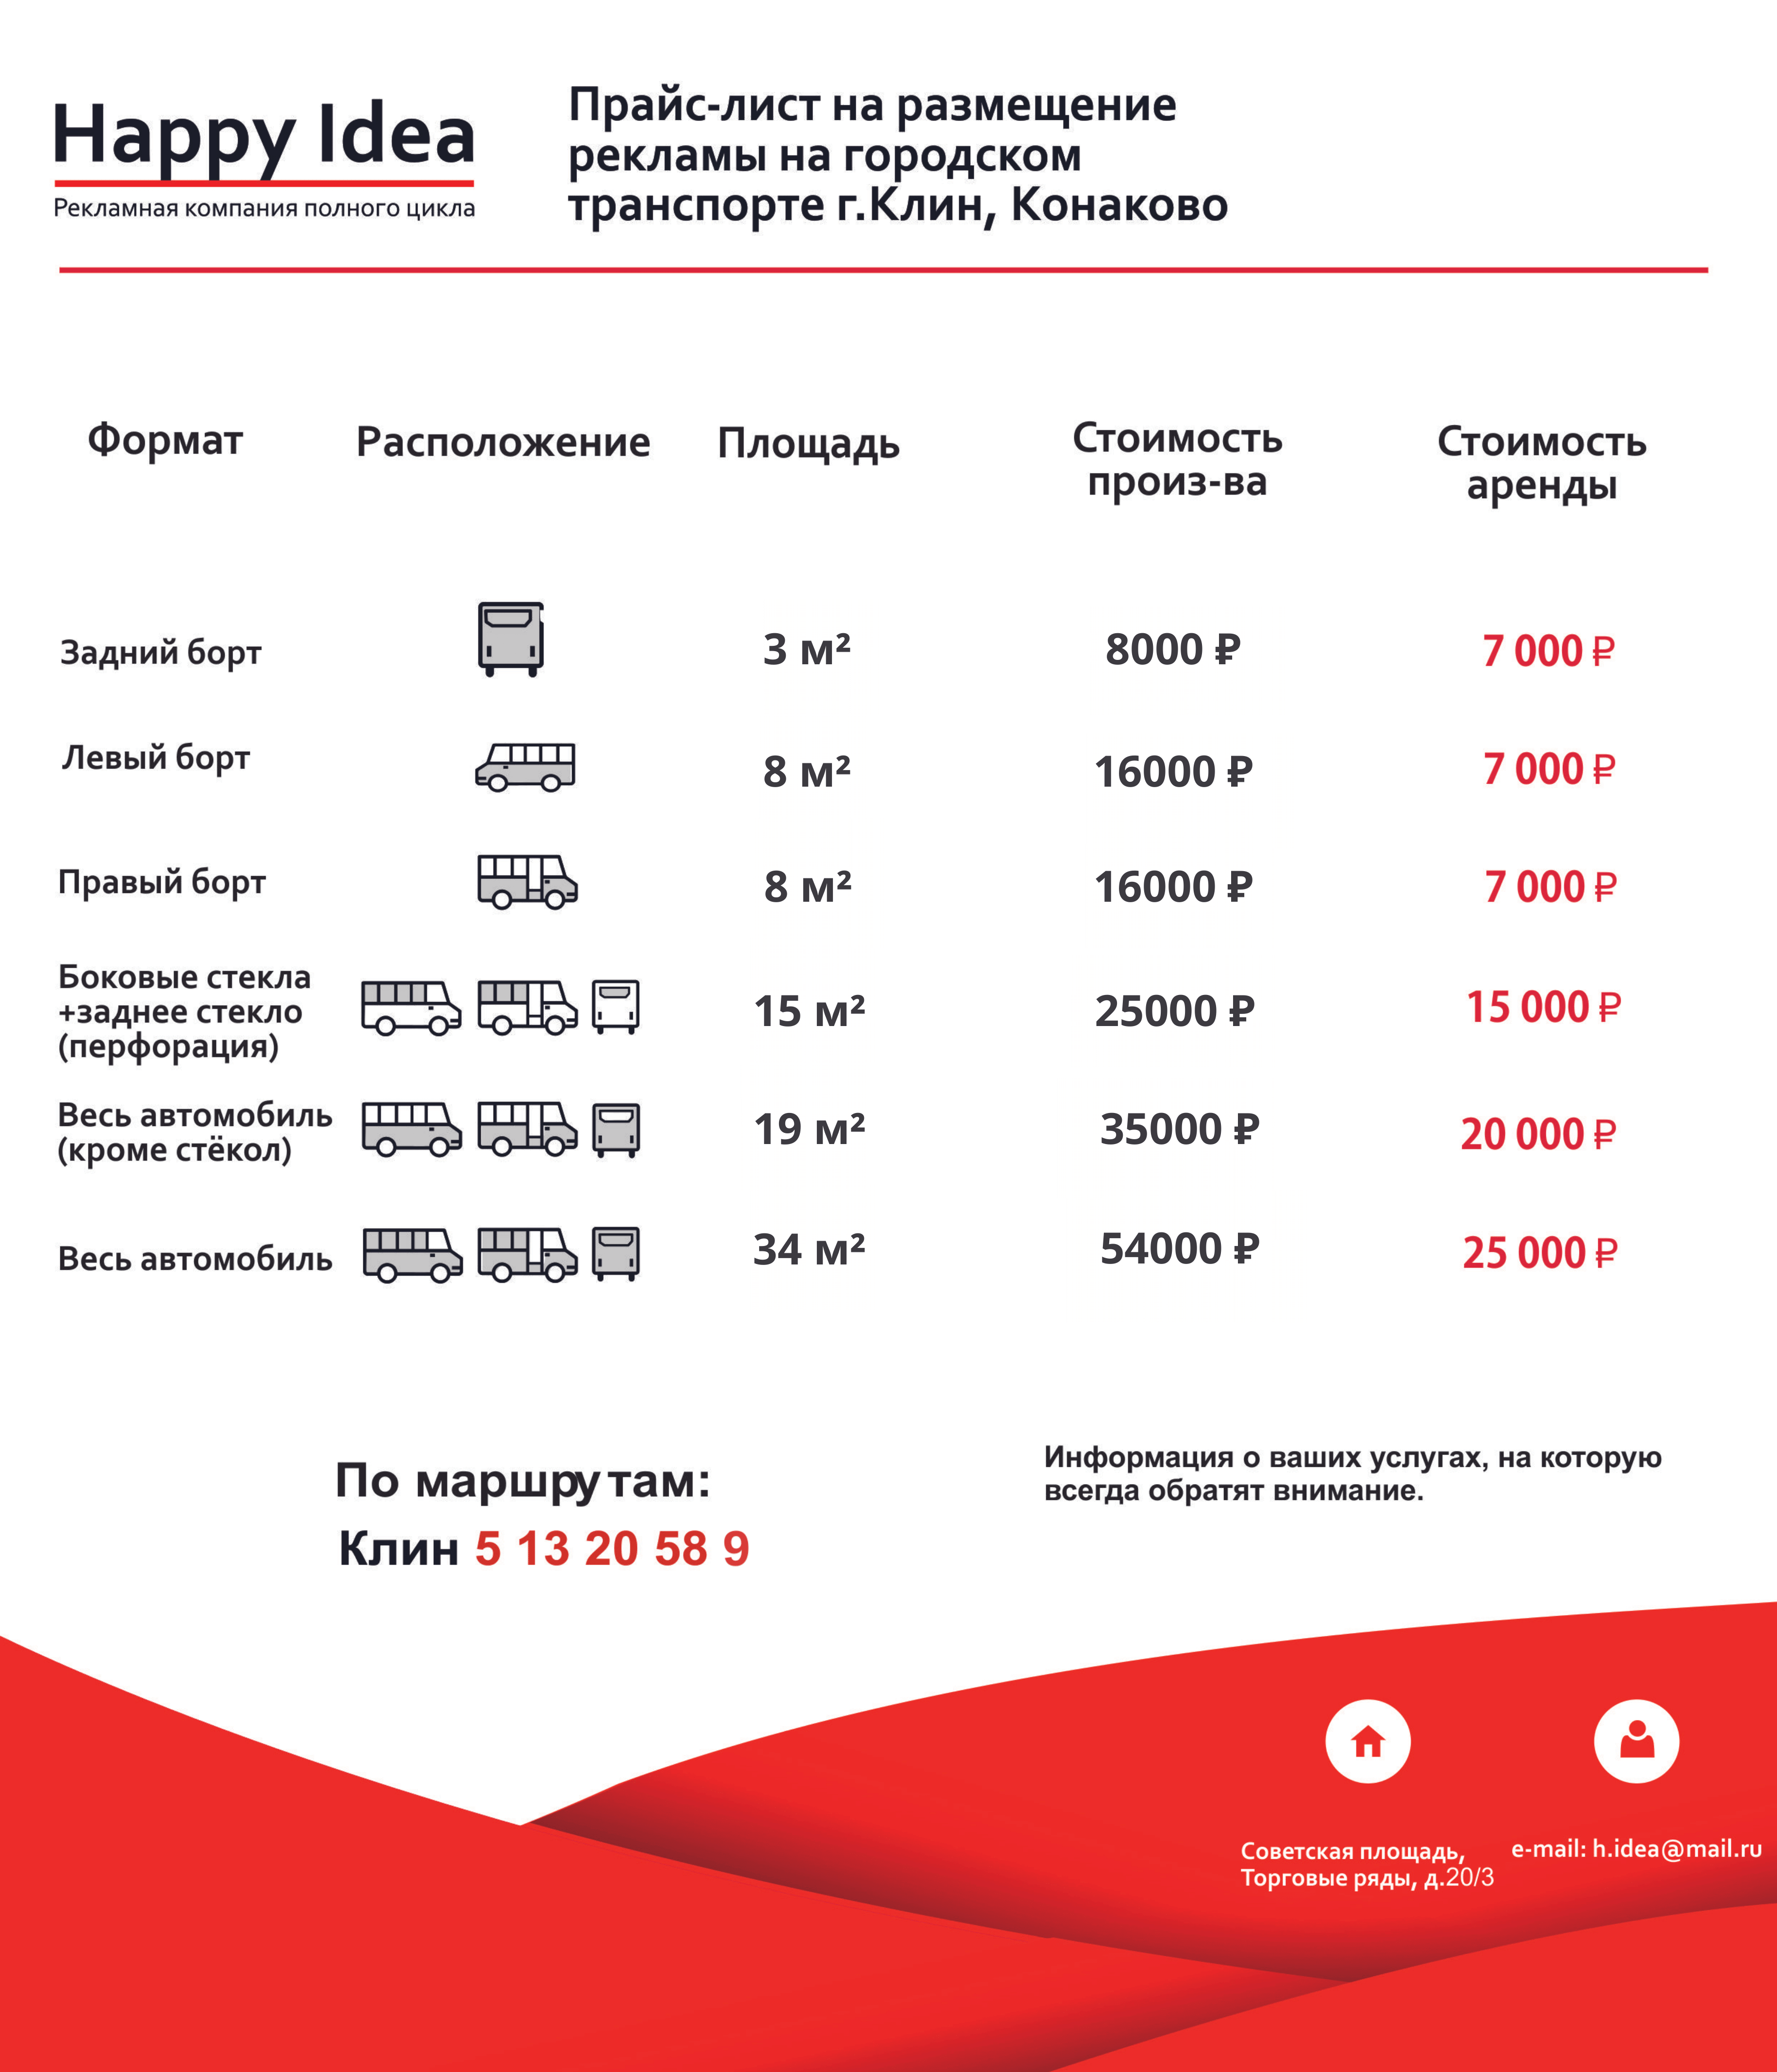 Happy Idea
Рекламная компания полного цикла
Прайс-лист на размещение
рекламы на городском
транспорте г.Клин, Конаково
Формат
Расположение
Площадь
Стоимость
произ-ва
Стоимость
аренды
Задний борт
3 м²
8000 ₽
7 000 ₽
Левый борт
8 м²
16000 ₽
7 000 ₽
Правый борт
8 м²
16000 ₽
7 000 ₽
Боковые стекла
+заднее стекло
(перфорация)
15 м²
25000 ₽
15 000 ₽
Весь автомобиль
(кроме стёкол)
19 м²
35000 ₽
20 000 ₽
Весь автомобиль
34 м²
54000 ₽
25 000 ₽
По маршрутам:
Клин 5 13 20 58 9
Информация о ваших услугах, на которую
всегда обратят внимание.
Советская площадь,
Торговые ряды, д.20/3
e-mail: h.idea@mail.ru